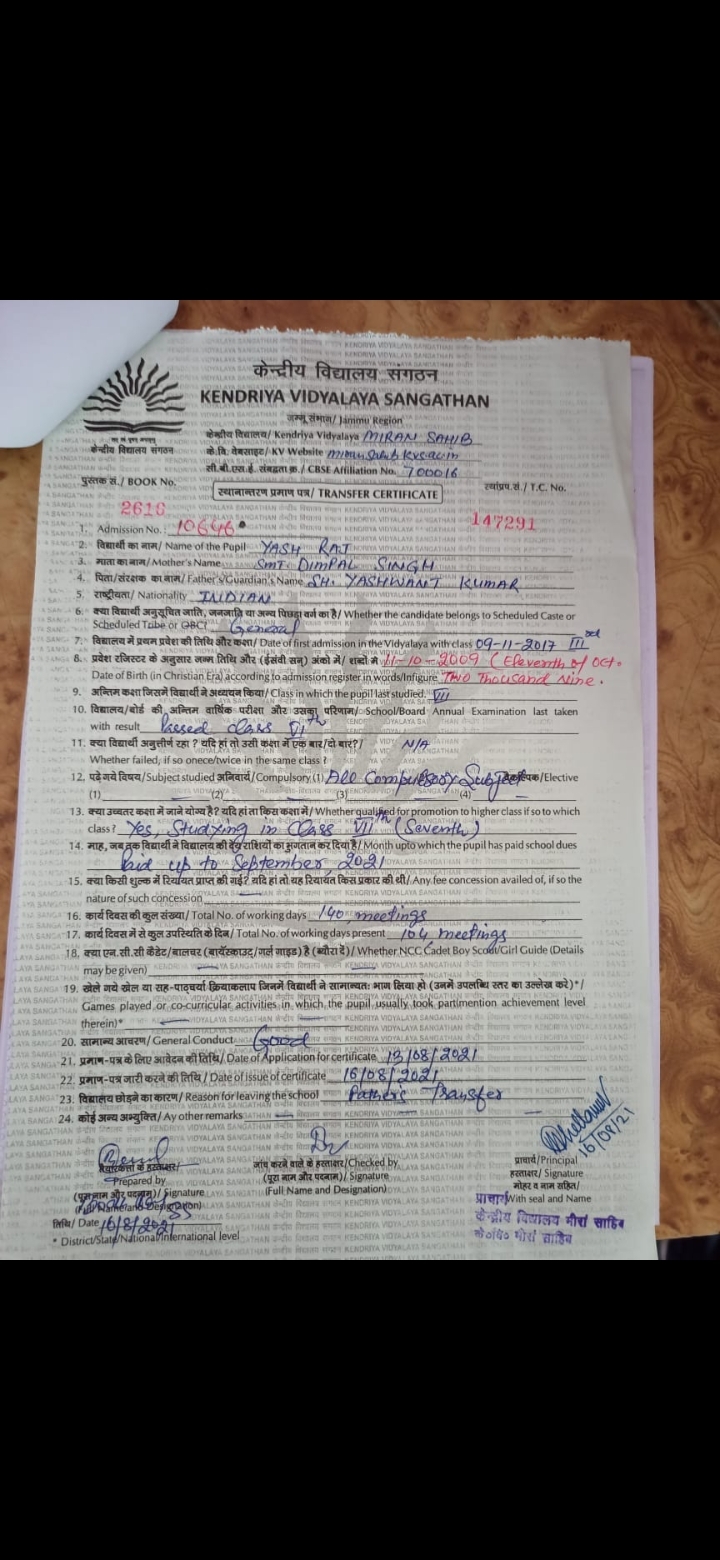 केन्द्रीय विद्यालय संगठन
KENDRIYA VIDYALAYA SANGATHAN
जम्मू संभाग/ Jammu Region
केन्द्रीय विद्यालय/ Kendriya Vidyalaya MIRAN SAHIB
केन्द्रीय विद्यालय संगठन
के.वि. वेबसाइट/ KV Website
सी.बी.एस.ई. संबद्धता क्र./ CBSE Affiliation No. 700016
पुस्तक सं./ BOOK No.
स्थानान्तरण प्रमाण पत्र/ TRANSFER CERTIFICATE
स्थां.प्र.सं./ T.C. No.
2616
147291
1. Admission No.: 10646
2. विद्यार्थी का नाम/ Name of the Pupil YASH RAJ
3. माता का नाम/ Mother's Name SMT. DIMPAL SINGH
4. पिता/संरक्षक का नाम/ Father's/Guardian's Name SH. YASHWANT KUMAR
5. राष्ट्रीयता/ Nationality INDIAN
6. क्या विद्यार्थी अनुसूचित जाति, जनजाति या अन्य पिछड़ा वर्ग का है/ Whether the candidate belongs to Scheduled Caste or
Scheduled Tribe or OBC? General
7. विद्यालय में प्रथम प्रवेश की तिथि और कक्षा/ Date of first admission in the Vidyalaya with class 09-11-2017 III
8. प्रवेश रजिस्टर के अनुसार जन्म तिथि और (ईसवी सन्) अंकों में/ शब्दों में 11-10-2009 (Eleventh of Oct.
Date of Birth (in Christian Era) according to admission register in words/Infigure Two Thousand Nine.
9. अन्तिम कक्षा जिसमें विद्यार्थी ने अध्ययन किया/ Class in which the pupil last studied. VII
10. विद्यालय/बोर्ड की अन्तिम वार्षिक परीक्षा और उसका परिणाम/ School/Board Annual Examination last taken
with result Passed class VIth
11. क्या विद्यार्थी अनुत्तीर्ण रहा ? यदि हां तो उसी कक्षा में एक बार/दो बार?/ N/A
Whether failed, if so onece/twice in the same class ?
12. पढ़े गये विषय/Subject studied अनिवार्य/Compulsory (1) All Compulsory Subject वैकल्पिक/Elective
(1) (2) (3) (4)
13. क्या उच्चतर कक्षा में जाने योग्य है? यदि हां तो किस कक्षा में/ Whether qualified for promotion to higher class if so to which
class ? Yes, Studying in Class VIIth (Seventh)
14. माह, जब तक विद्यार्थी ने विद्यालय की देय राशियों का भुगतान कर दिया है/ Month upto which the pupil has paid school dues
Paid up to September, 2021
15. क्या किसी शुल्क में रियायत प्राप्त की गई? यदि हां तो वह रियायत किस प्रकार की थी/ Any fee concession availed of, if so the
nature of such concession
16. कार्य दिवस की कुल संख्या/ Total No. of working days 140 meetings
17. कार्य दिवस में से कुल उपस्थिति के दिन/ Total No. of working days present 104 meetings
18. क्या एन.सी.सी कैडेट/बालचर (बायॅस्काउट/गर्ल गाइड) है (ब्यौरा दें)/ Whether NCC Cadet Boy Scout/Girl Guide (Details
may be given)
19. खेले गये खेल या सह-पाठ्चर्या क्रियाकलाप जिनमें विद्यार्थी ने सामान्यतः भाग लिया हो (उनमें उपलब्धि स्तर का उल्लेख करे)*/
Games played or co-curricular activities in which the pupil usually took partmention achievement level
therein)*
20. सामान्य आचरण/ General Conduct Good
21. प्रमाण-पत्र के लिए आवेदन की तिथि/ Date of Application for certificate 13/08/2021
22. प्रमाण-पत्र जारी करने की तिथि/ Date of issue of certificate 16/08/2021
23. विद्यालय छोड़ने का कारण/ Reason for leaving the school Father's Transfer
24. कोई अन्य अभ्युक्ति/ Ay other remarks
16/08/21
तैयारकर्त्ता के हस्ताक्षर/
Prepared by
(पूरा नाम और पदनाम)/ Signature
(Full Name and Designation)
जांच करने वाले के हस्ताक्षर/Checked by
(पूरा नाम और पदनाम)/ Signature
(Full Name and Designation)
प्राचार्य/Principal
हस्ताक्षर/ Signature
मोहर व नाम सहित/
With seal and Name
प्राचार्य
केन्द्रीय विद्यालय मीरां साहिब
के०वि० मीरां साहिब
तिथि/ Date 16/8/2021
* District/State/National/International level